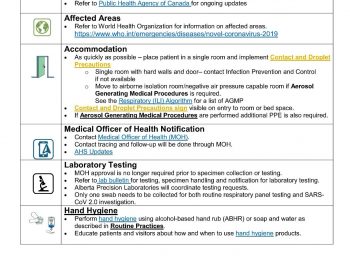 • Refer to Public Health Agency of Canada for ongoing updates
Affected Areas
• Refer to World Health Organization for information on affected areas.
https://www.who.int/emergencies/diseases/novel-coronavirus-2019
Accommodation
• As quickly as possible – place patient in a single room and implement Contact and Droplet
Precautions
o Single room with hard walls and door– contact Infection Prevention and Control
if not available
o Move to airborne isolation room/negative air pressure capable room if Aerosol
Generating Medical Procedures is required.
See the Respiratory (ILI) Algorithm for a list of AGMP
• Contact and Droplet Precautions sign visible on entry to room or bed space.
• If Aerosol Generating Medical Procedures are performed additional PPE is also required.
Medical Officer of Health Notification
• Contact Medical Officer of Health (MOH).
• Contact tracing and follow-up will be done through MOH.
• AHS Updates
Laboratory Testing
• MOH approval is no longer required prior to specimen collection or testing.
• Refer to lab bulletin for testing, specimen handling and notification for laboratory testing.
• Alberta Precision Laboratories will coordinate testing requests.
• Only one swab needs to be collected for both routine respiratory panel testing and SARS-
CoV 2.0 investigation.
Hand Hygiene
• Perform hand hygiene using alcohol-based hand rub (ABHR) or soap and water as
described in Routine Practices.
• Educate patients and visitors about how and when to use hand hygiene products.